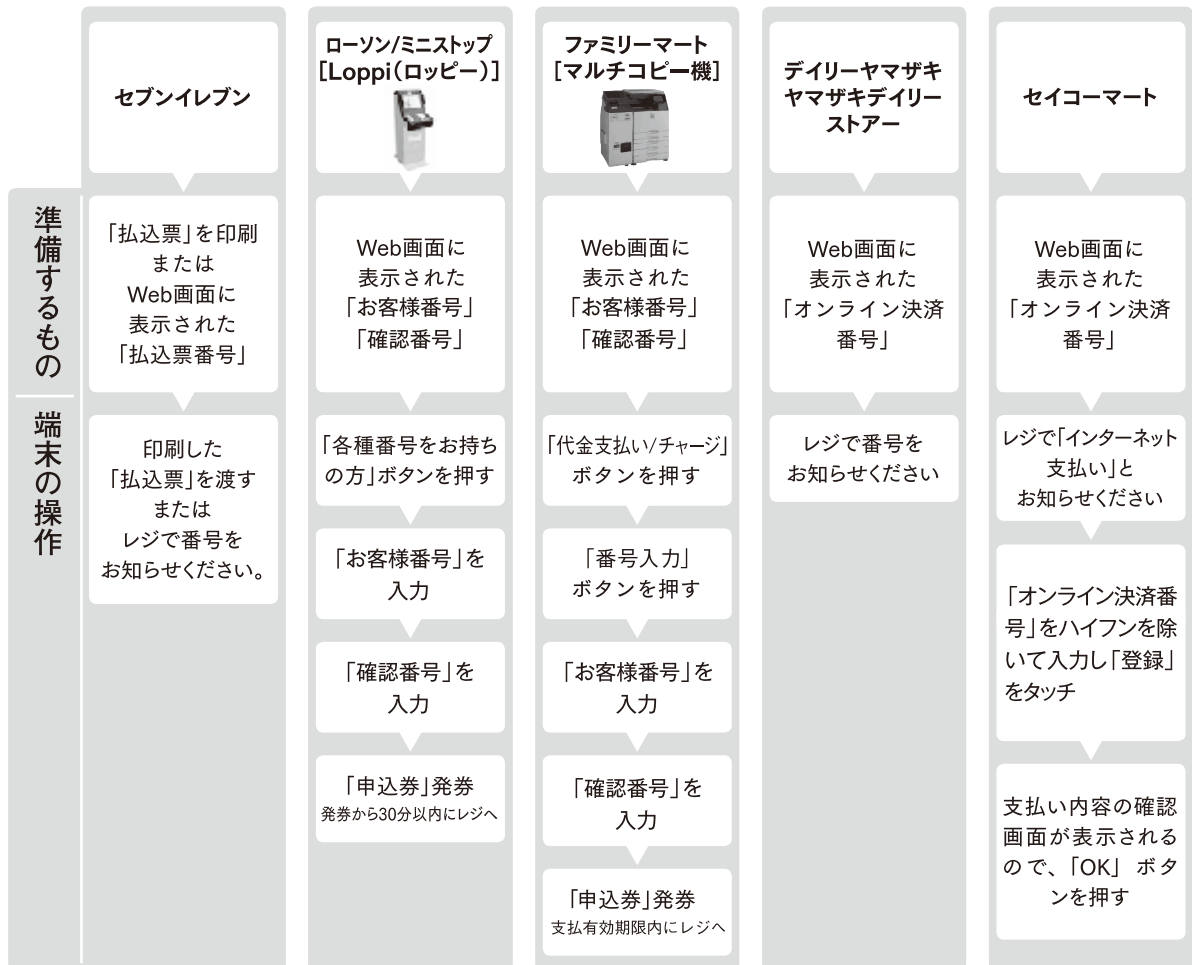 セブンイレブン
ローソン/ミニストップ
[Loppi(ロッピー)]
ファミリーマート
[マルチコピー機]
デイリーヤマザキ
ヤマザキデイリー
ストアー
セイコーマート
準備するもの
「払込票」を印刷
または
Web画面に
表示された
「払込票番号」
Web画面に
表示された
「お客様番号」
「確認番号」
Web画面に
表示された
「お客様番号」
「確認番号」
Web画面に
表示された
「オンライン決済
番号」
Web画面に
表示された
「オンライン決済
番号」
端末の操作
印刷した
「払込票」を渡す
または
レジで番号を
お知らせください。
「各種番号をお持ち
の方」ボタンを押す
「お客様番号」を
入力
「確認番号」を
入力
「申込券」発券
発券から30分以内にレジへ
「代金支払い/チャージ」
ボタンを押す
「番号入力」
ボタンを押す
「お客様番号」を
入力
「確認番号」を
入力
「申込券」発券
支払有効期限内にレジへ
レジで番号を
お知らせください
レジで「インターネット
支払い」と
お知らせください
「オンライン決済番
号」をハイフンを除
いて入力し「登録」
をタッチ
支払い内容の確認
画面が表示される
ので、「OK」ボタ
ンを押す